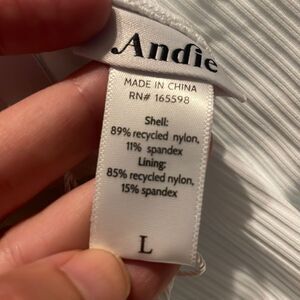 Andie
MADE IN CHINA
RN# 165598
Shell:
89% recycled nylon,
11% spandex
Lining:
85% recycled nylon,
15% spandex
L